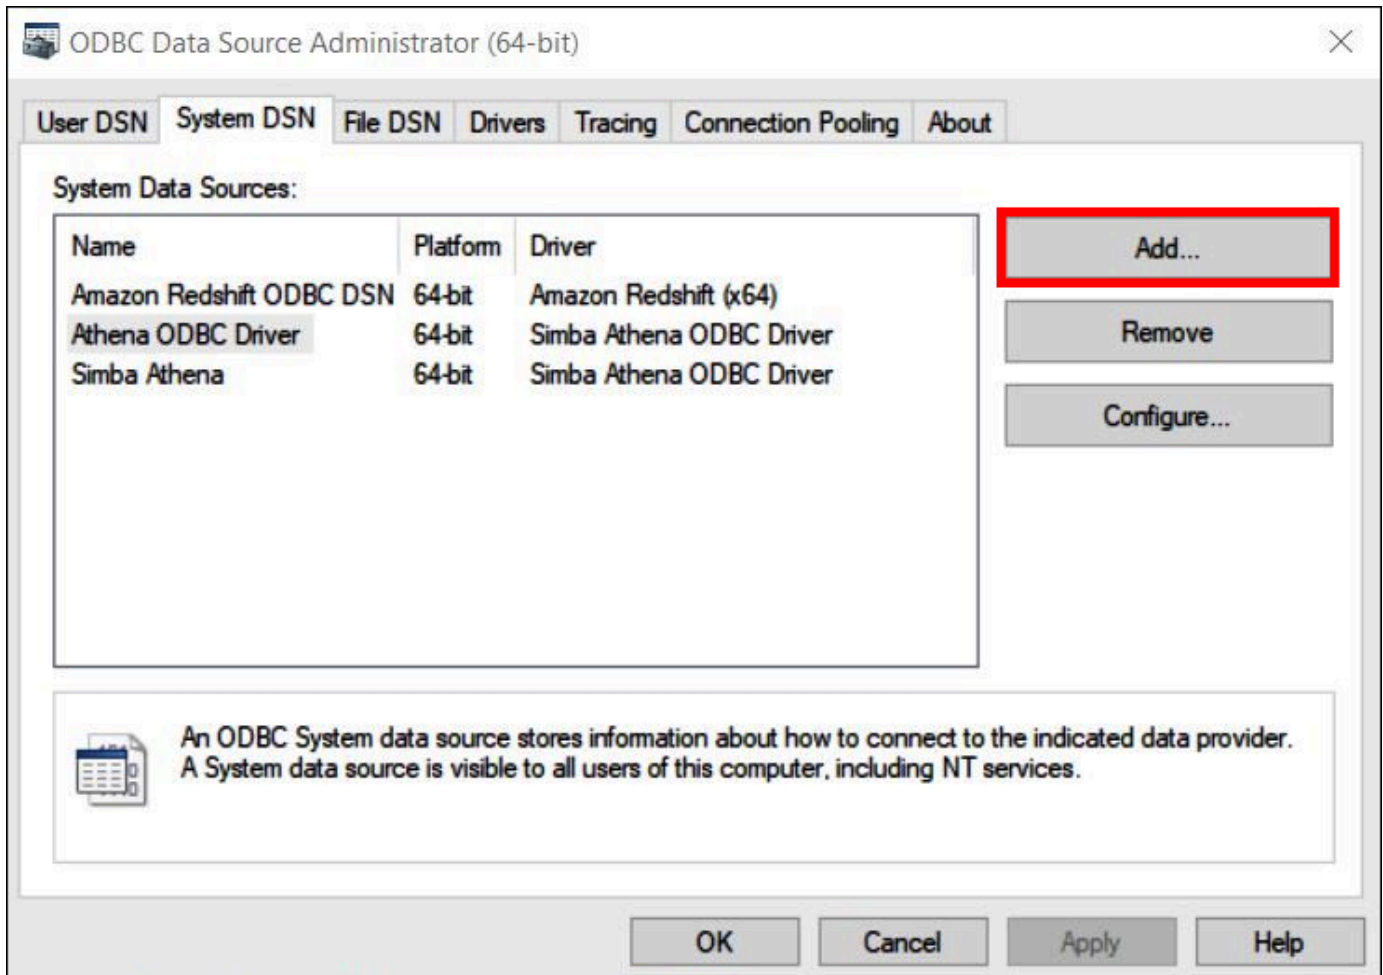 ODBC Data Source Administrator (64-bit)
User DSN System DSN File DSN Drivers Tracing Connection Pooling About
System Data Sources:
Name Platform Driver
Amazon Redshift ODBC DSN 64-bit Amazon Redshift (x64)
Athena ODBC Driver 64-bit Simba Athena ODBC Driver
Simba Athena 64-bit Simba Athena ODBC Driver
Add...
Remove
Configure...
An ODBC System data source stores information about how to connect to the indicated data provider.
A System data source is visible to all users of this computer, including NT services.
OK Cancel Apply Help